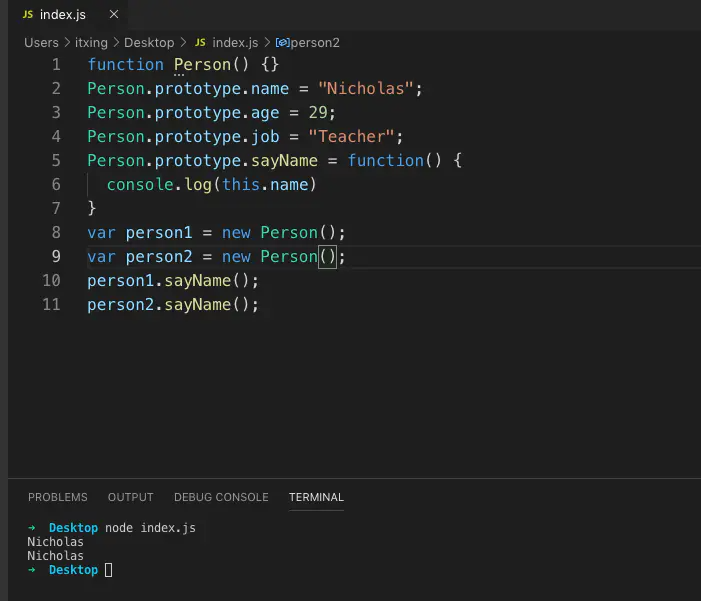 JS index.js ×
Users > itxing > Desktop > JS index.js > person2
1 function Person() {}
2 Person.prototype.name = "Nicholas";
3 Person.prototype.age = 29;
4 Person.prototype.job = "Teacher";
5 Person.prototype.sayName = function() {
6   console.log(this.name)
7 }
8 var person1 = new Person();
9 var person2 = new Person();
10 person1.sayName();
11 person2.sayName();
PROBLEMS OUTPUT DEBUG CONSOLE TERMINAL
→ Desktop node index.js
Nicholas
Nicholas
→ Desktop